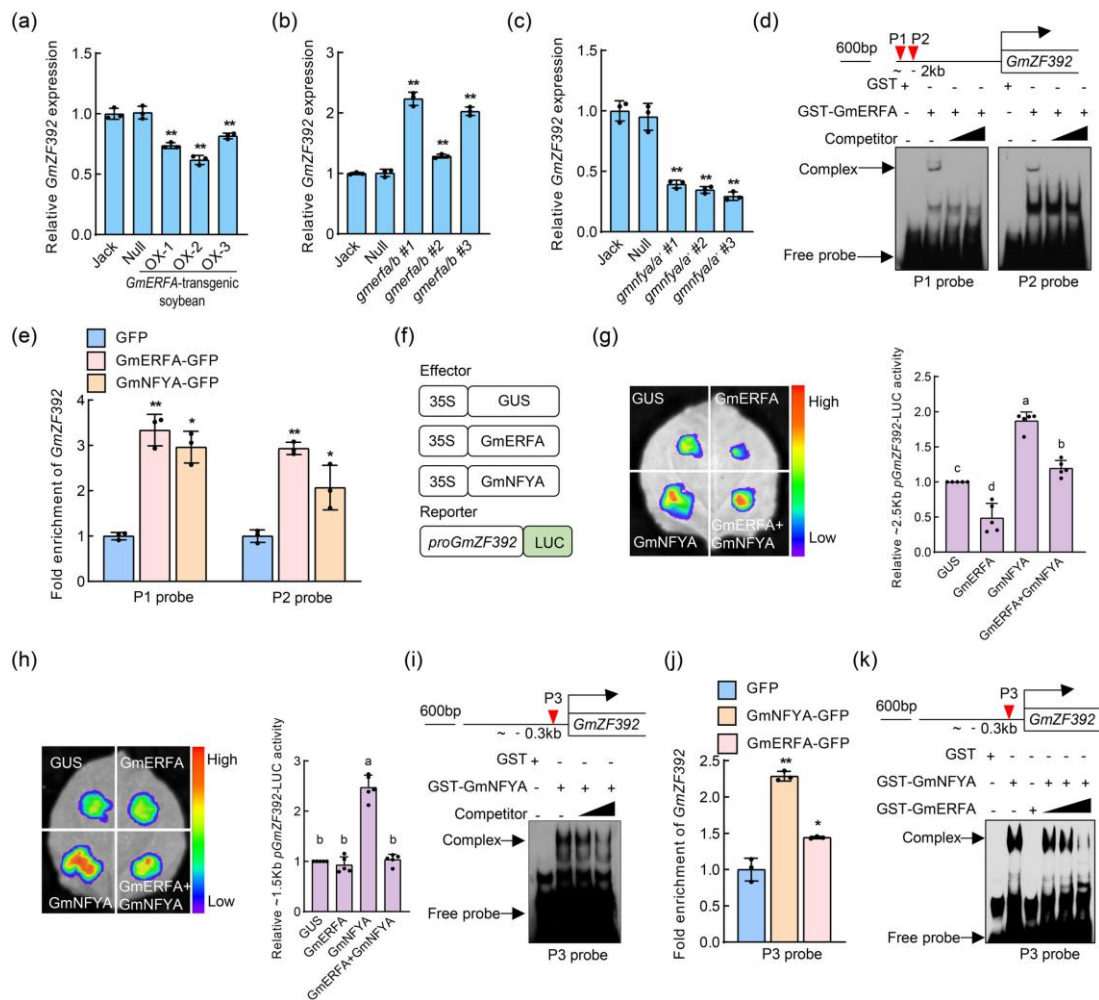 (a)
Relative GmZF392 expression
1.5
1.0
0.5
0.0
**
**
**
Jack
Null
OX-1
OX-2
OX-3
GmERFA-transgenic
soybean
(b)
Relative GmZF392 expression
3
2
1
0
**
**
**
Jack
Null
gmerfa/b #1
gmerfa/b #2
gmerfa/b #3
(c)
Relative GmZF392 expression
1.5
1.0
0.5
0.0
**
**
**
Jack
Null
gmnfya/a' #1
gmnfya/a' #2
gmnfya/a' #3
(d)
P1 P2
600bp
GmZF392
~ - 2kb
GST + - - - + - - -
GST-GmERFA - + + + - + + +
Competitor - - - -
Complex
Free probe
P1 probe
P2 probe
(e)
GFP
GmERFA-GFP
GmNFYA-GFP
Fold enrichment of GmZF392
5
4
3
2
1
0
**
*
**
*
P1 probe
P2 probe
(f)
Effector
35S GUS
35S GmERFA
35S GmNFYA
Reporter
proGmZF392 LUC
(g)
GUS
GmERFA
GmNFYA
GmERFA+
GmNFYA
High
Low
Relative ~2.5Kb pGmZF392-LUC activity
2.5
2.0
1.5
1.0
0.5
0.0
c
d
a
b
GUS
GmERFA
GmNFYA
GmERFA+GmNFYA
(h)
GUS
GmERFA
GmNFYA
GmERFA+
GmNFYA
High
Low
Relative ~1.5Kb pGmZF392-LUC activity
3
2
1
0
b
b
a
b
GUS
GmERFA
GmNFYA
GmERFA+GmNFYA
(i)
P3
600bp
GmZF392
~ - 0.3kb
GST + - - -
GST-GmNFYA - + + +
Competitor - -
Complex
Free probe
P3 probe
(j)
GFP
GmNFYA-GFP
GmERFA-GFP
Fold enrichment of GmZF392
2.5
2.0
1.5
1.0
0.5
0.0
**
*
P3 probe
(k)
P3
600bp
GmZF392
~ - 0.3kb
GST + - - - - -
GST-GmNFYA - + - + + +
GST-GmERFA - - +
Complex
Free probe
P3 probe